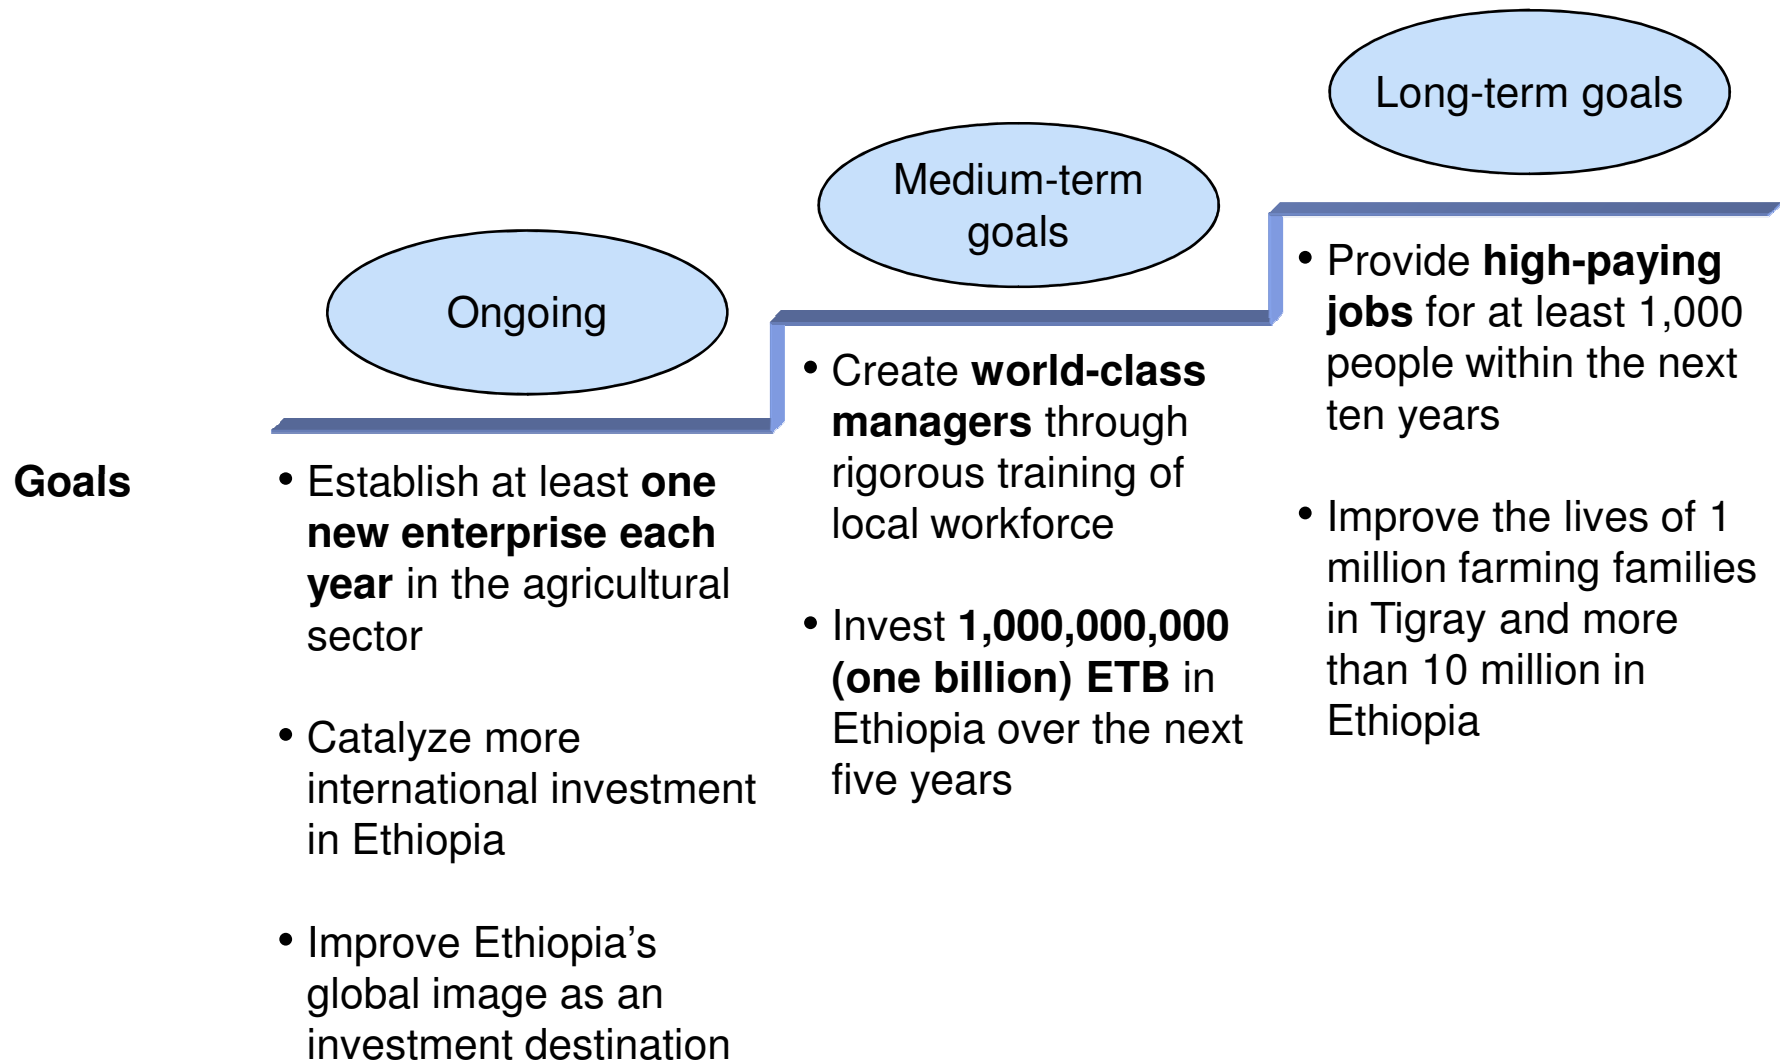 Long-term goals
Medium-term
goals
Ongoing
Goals
• Establish at least one
new enterprise each
year in the agricultural
sector
• Catalyze more
international investment
in Ethiopia
• Improve Ethiopia’s
global image as an
investment destination
• Create world-class
managers through
rigorous training of
local workforce
• Invest 1,000,000,000
(one billion) ETB in
Ethiopia over the next
five years
• Provide high-paying
jobs for at least 1,000
people within the next
ten years
• Improve the lives of 1
million farming families
in Tigray and more
than 10 million in
Ethiopia